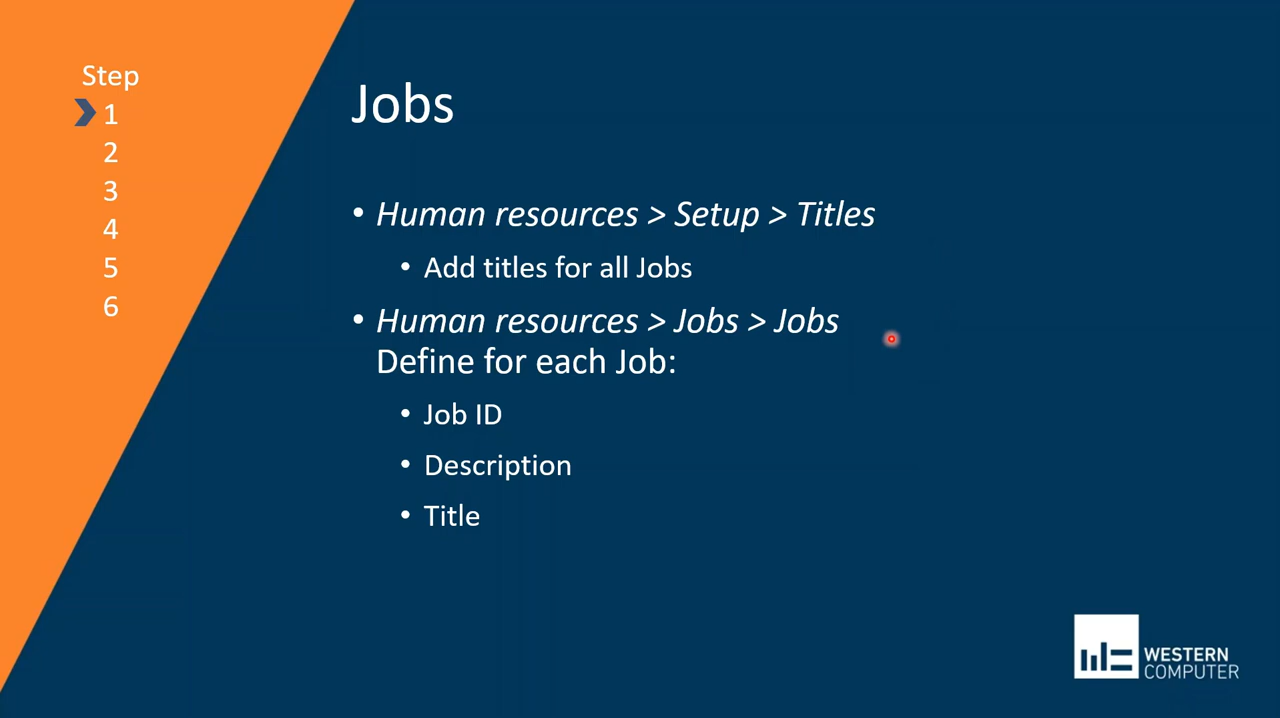 Step
1
2
3
4
5
6
Jobs
• Human resources > Setup > Titles
• Add titles for all Jobs
• Human resources > Jobs > Jobs
Define for each Job:
• Job ID
• Description
• Title
WESTERN
COMPUTER